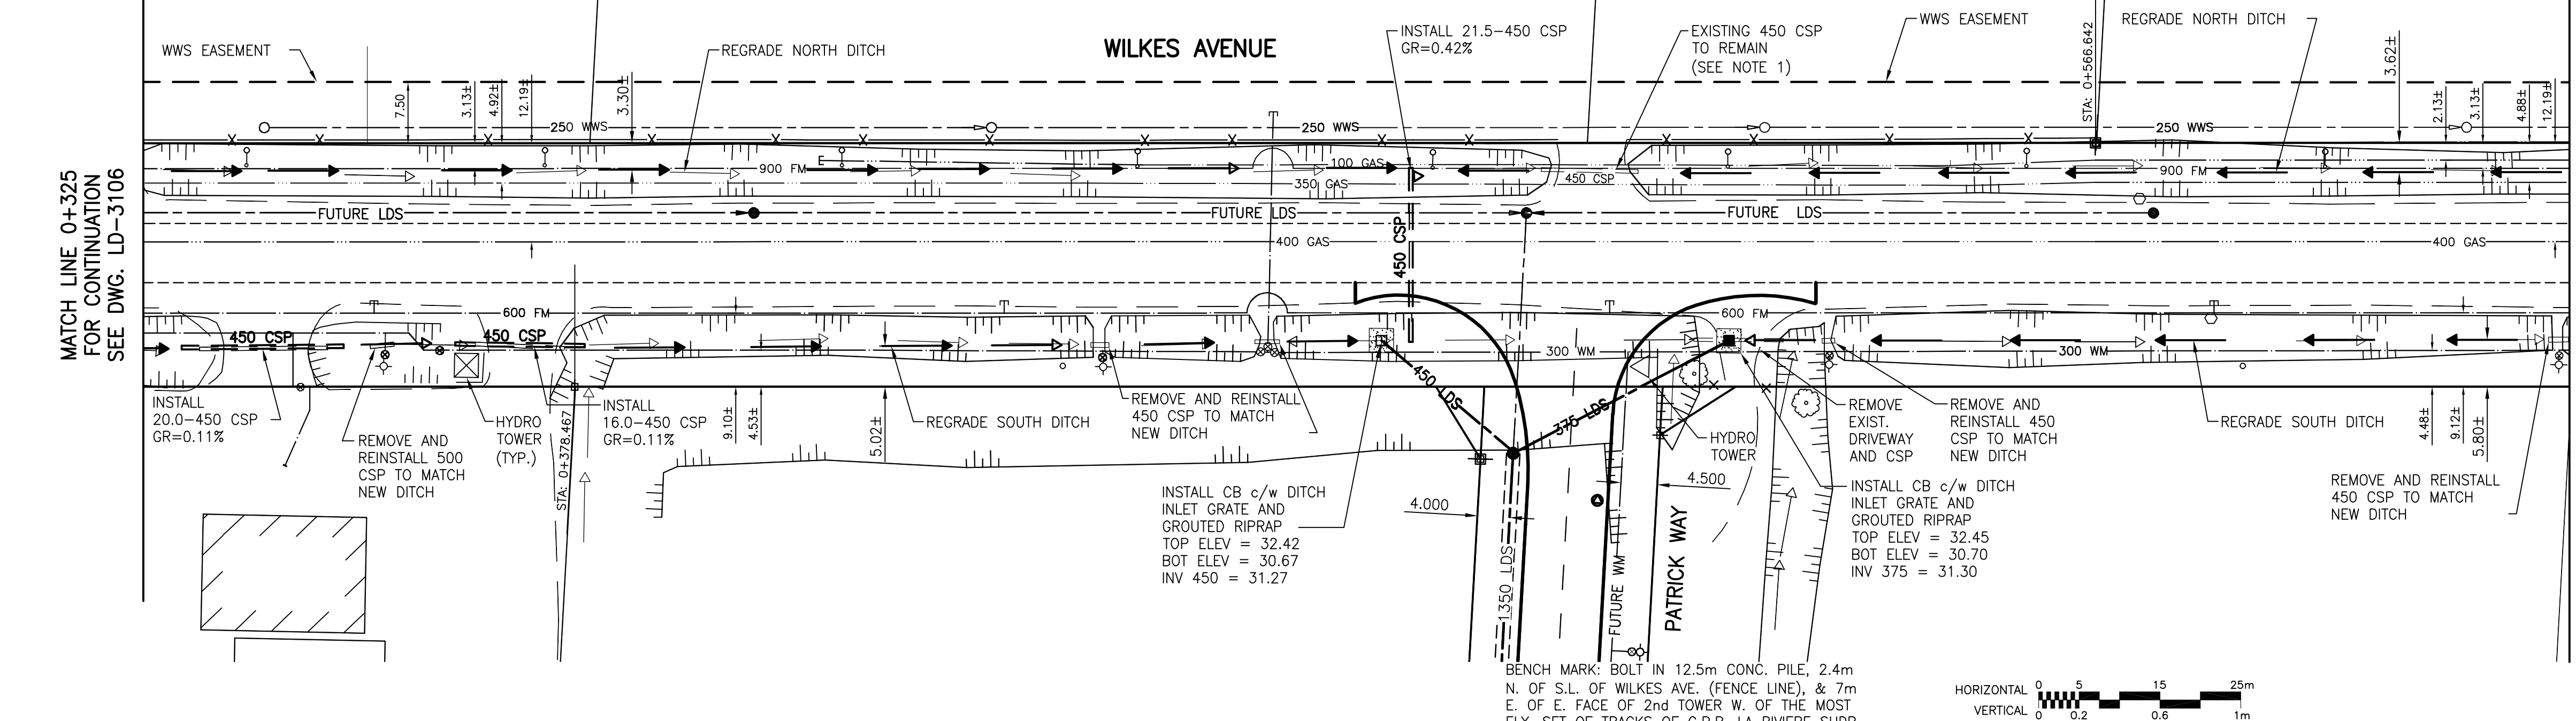 MATCH LINE 0+325
FOR CONTINUATION
SEE DWG. LD-3106
WWS EASEMENT
REGRADE NORTH DITCH
WILKES AVENUE
INSTALL 21.5-450 CSP
GR=0.42%
EXISTING 450 CSP
TO REMAIN
(SEE NOTE 1)
WWS EASEMENT
STA: 0+566.642
REGRADE NORTH DITCH
7.50
3.13±
4.92±
12.19±
3.30±
3.62±
2.13±
3.13±
4.88±
12.19±
250 WWS
250 WWS
250 WWS
900 FM
100 GAS
350 GAS
450 CSP
900 FM
FUTURE LDS
FUTURE LDS
FUTURE LDS
450 CSP
400 GAS
400 GAS
600 FM
600 FM
450 CSP
450 CSP
300 WM
300 WM
450 LDS
375 LDS
INSTALL
20.0-450 CSP
GR=0.11%
REMOVE AND
REINSTALL 500
CSP TO MATCH
NEW DITCH
HYDRO
TOWER
(TYP.)
STA: 0+378.467
INSTALL
16.0-450 CSP
GR=0.11%
9.10±
4.53±
5.02±
REGRADE SOUTH DITCH
REMOVE AND REINSTALL
450 CSP TO MATCH
NEW DITCH
INSTALL CB c/w DITCH
INLET GRATE AND
GROUTED RIPRAP
TOP ELEV = 32.42
BOT ELEV = 30.67
INV 450 = 31.27
4.000
1350 LDS
FUTURE WM
4.500
PATRICK WAY
HYDRO
TOWER
REMOVE
EXIST.
DRIVEWAY
AND CSP
REMOVE AND
REINSTALL 450
CSP TO MATCH
NEW DITCH
INSTALL CB c/w DITCH
INLET GRATE AND
GROUTED RIPRAP
TOP ELEV = 32.45
BOT ELEV = 30.70
INV 375 = 31.30
REGRADE SOUTH DITCH
4.48±
9.12±
5.80±
REMOVE AND REINSTALL
450 CSP TO MATCH
NEW DITCH
BENCH MARK: BOLT IN 12.5m CONC. PILE, 2.4m
N. OF S.L. OF WILKES AVE. (FENCE LINE), & 7m
E. OF E. FACE OF 2nd TOWER W. OF THE MOST
HORIZONTAL 0 5 15 25m
VERTICAL 0 0.2 0.6 1m